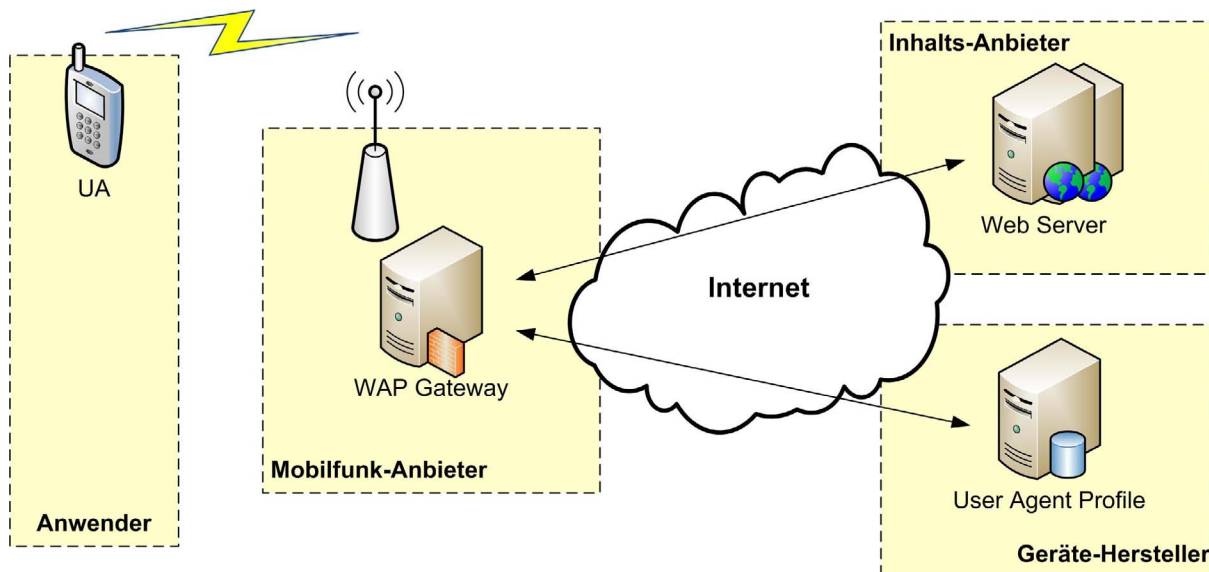 UA
Anwender
WAP Gateway
Mobilfunk-Anbieter
Internet
Inhalts-Anbieter
Web Server
User Agent Profile
Geräte-Hersteller